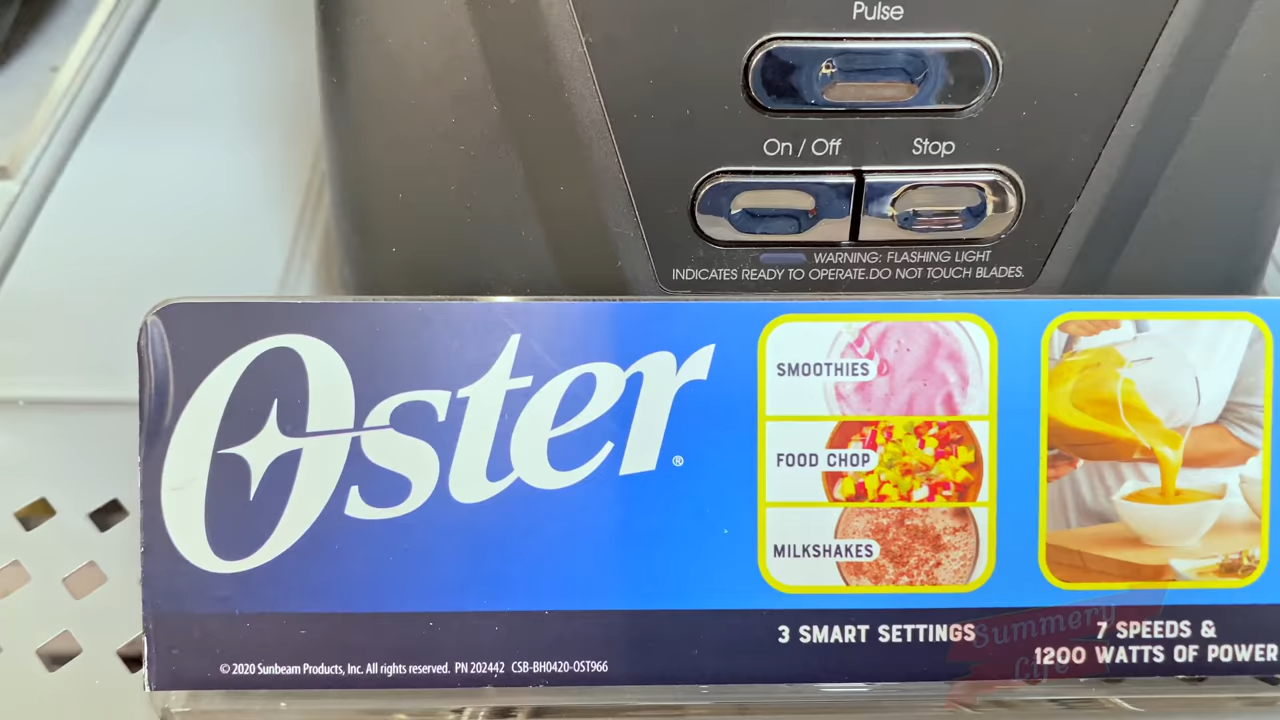 Pulse
On / Off
Stop
WARNING: FLASHING LIGHT
INDICATES READY TO OPERATE.DO NOT TOUCH BLADES.
Oster®
SMOOTHIES
FOOD CHOP
MILKSHAKES
3 SMART SETTINGS
7 SPEEDS &
1200 WATTS OF POWER
© 2020 Sunbeam Products, Inc. All rights reserved. PN 202442 CSB-BH0420-OST966
Summery
Life